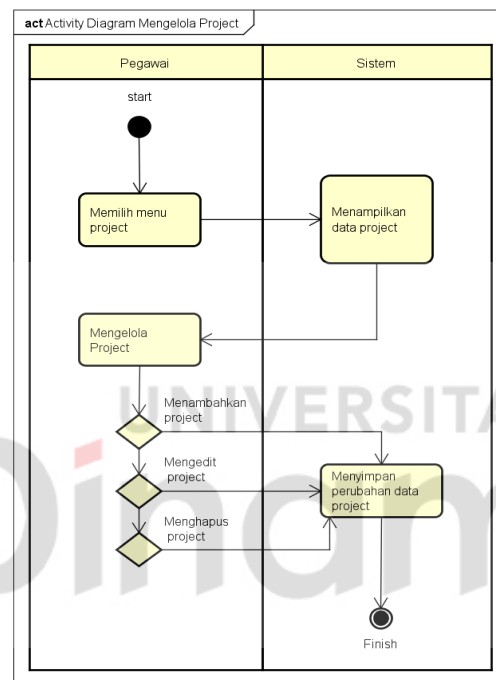 act Activity Diagram Mengelola Project
Pegawai
Sistem
start
Memilih menu
project
Menampilkan
data project
Mengelola
Project
Menambahkan
project
Mengedit
project
Menyimpan
perubahan data
project
Menghapus
project
Finish
UNIVERSITA
Dinam